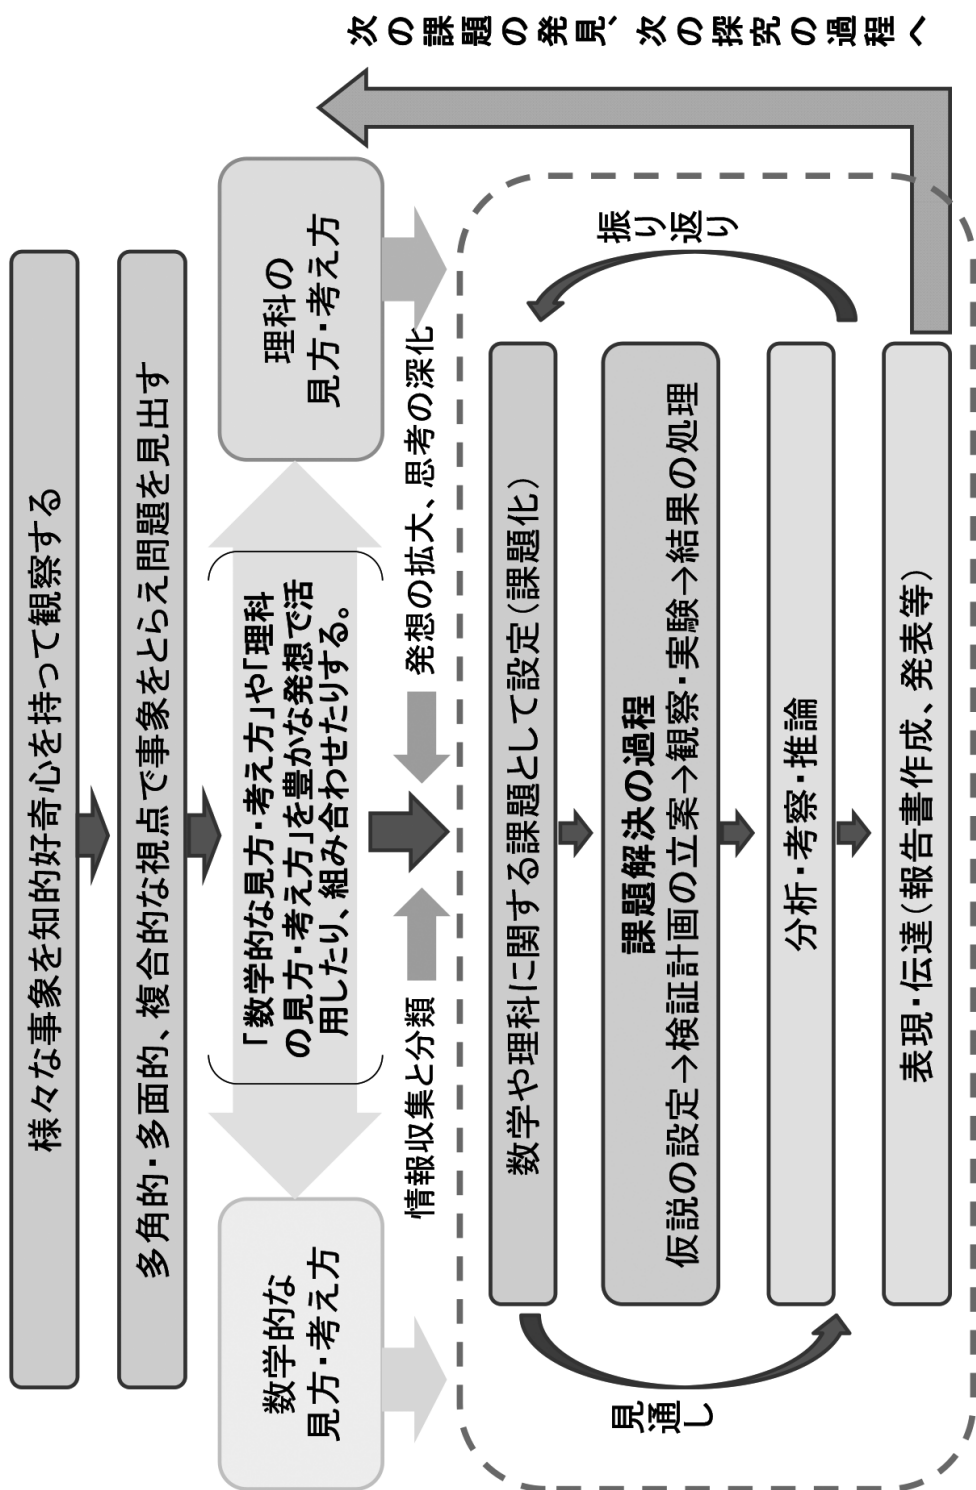 様々な事象を知的好奇心を持って観察する
多角的・多面的、複合的な視点で事象をとらえ問題を見出す
数学的な
見方・考え方
「数学的な見方・考え方」や「理科
の見方・考え方」を豊かな発想で活
用したり、組み合わせたりする。
理科の
見方・考え方
情報収集と分類
発想の拡大、思考の深化
見通し
数学や理科に関する課題として設定（課題化）
課題解決の過程
仮説の設定→検証計画の立案→観察・実験→結果の処理
分析・考察・推論
表現・伝達（報告書作成、発表等）
振り返り
次の課題の発見、次の探究の過程へ